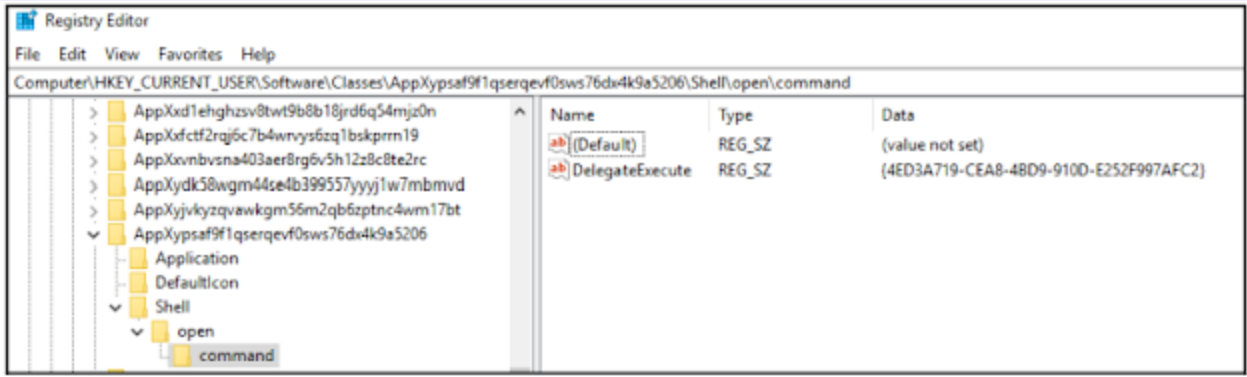 Registry Editor
File Edit View Favorites Help
Computer\HKEY_CURRENT_USER\Software\Classes\AppXypsaf9f1qserqevf0sws76dx4k9a5206\Shell\open\command
AppXxd1ehghzsv8twt9b8b18jrd6q54mjz0n
AppXxfctf2rqj6c7b4wrvys6zq1bskprrn19
AppXxvnbvsna403aer8rg6v5h12z8c8te2rc
AppXydk58wgm44se4b399557yyyj1w7mbmvd
AppXyjvkyzqvawkgm56m2qb6zptnc4wm17bt
AppXypsaf9f1qserqevf0sws76dx4k9a5206
Application
DefaultIcon
Shell
open
command
Name Type Data
(Default) REG_SZ (value not set)
DelegateExecute REG_SZ {4ED3A719-CEA8-4BD9-910D-E252F997AFC2}